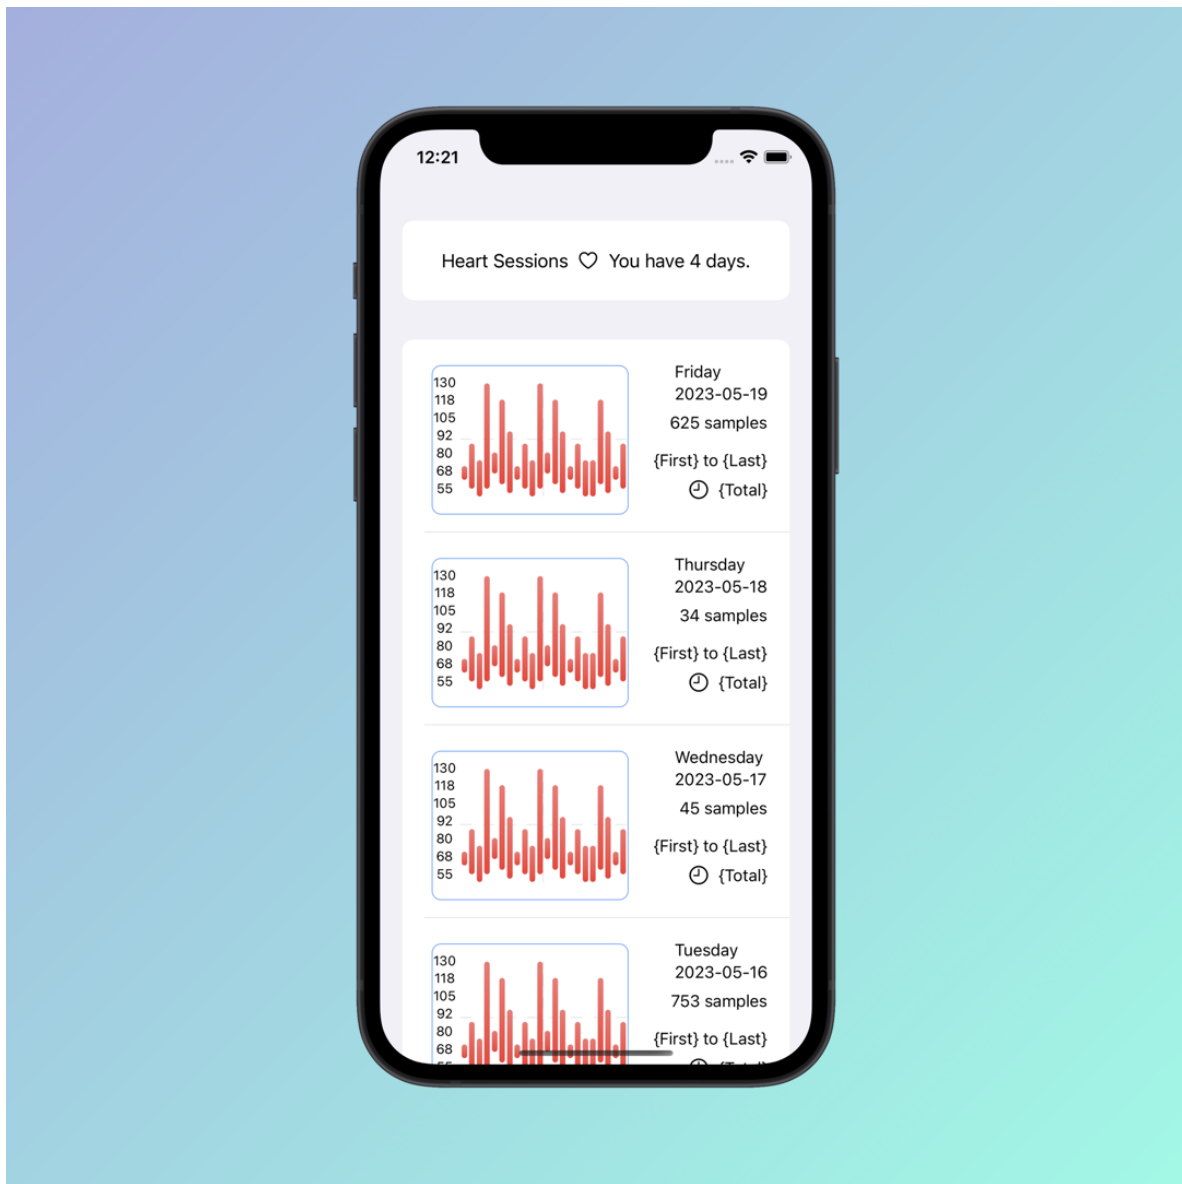 12:21
Heart Sessions ♡ You have 4 days.
130
118
105
92
80
68
55
Friday
2023-05-19
625 samples
{First} to {Last}
{Total}
130
118
105
92
80
68
55
Thursday
2023-05-18
34 samples
{First} to {Last}
{Total}
130
118
105
92
80
68
55
Wednesday
2023-05-17
45 samples
{First} to {Last}
{Total}
130
118
105
92
80
68
Tuesday
2023-05-16
753 samples
{First} to {Last}